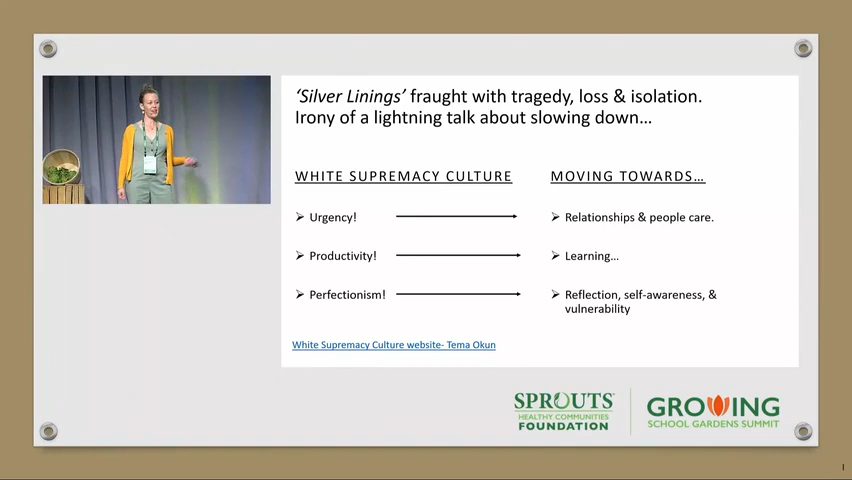 ‘Silver Linings’ fraught with tragedy, loss & isolation.
Irony of a lightning talk about slowing down…
WHITE SUPREMACY CULTURE
MOVING TOWARDS…
➢ Urgency!
➢ Relationships & people care.
➢ Productivity!
➢ Learning…
➢ Perfectionism!
➢ Reflection, self-awareness, &
vulnerability
White Supremacy Culture website- Tema Okun
SPROUTS
HEALTHY COMMUNITIES
FOUNDATION
GROWING
SCHOOL GARDENS SUMMIT
1